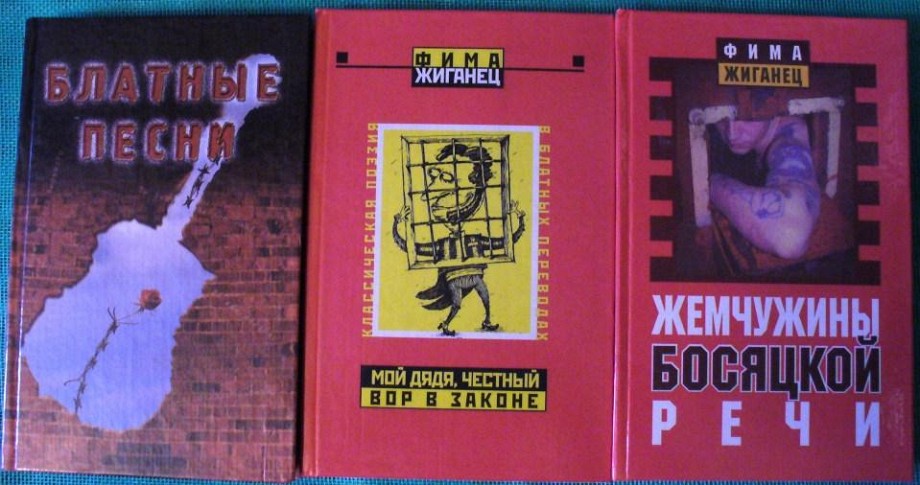 БЛАТНЫЕ
ПЕСНИ
ФИМА
ЖИГАНЕЦ
КЛАССИЧЕСКАЯ ПОЭЗИЯ
В БЛАТНЫХ ПЕРЕВОДАХ
МОЙ ДЯДЯ, ЧЕСТНЫЙ
ВОР В ЗАКОНЕ
ФИМА
ЖИГАНЕЦ
ЖЕМЧУЖИНЫ
БОСЯЦКОЙ
РЕЧИ